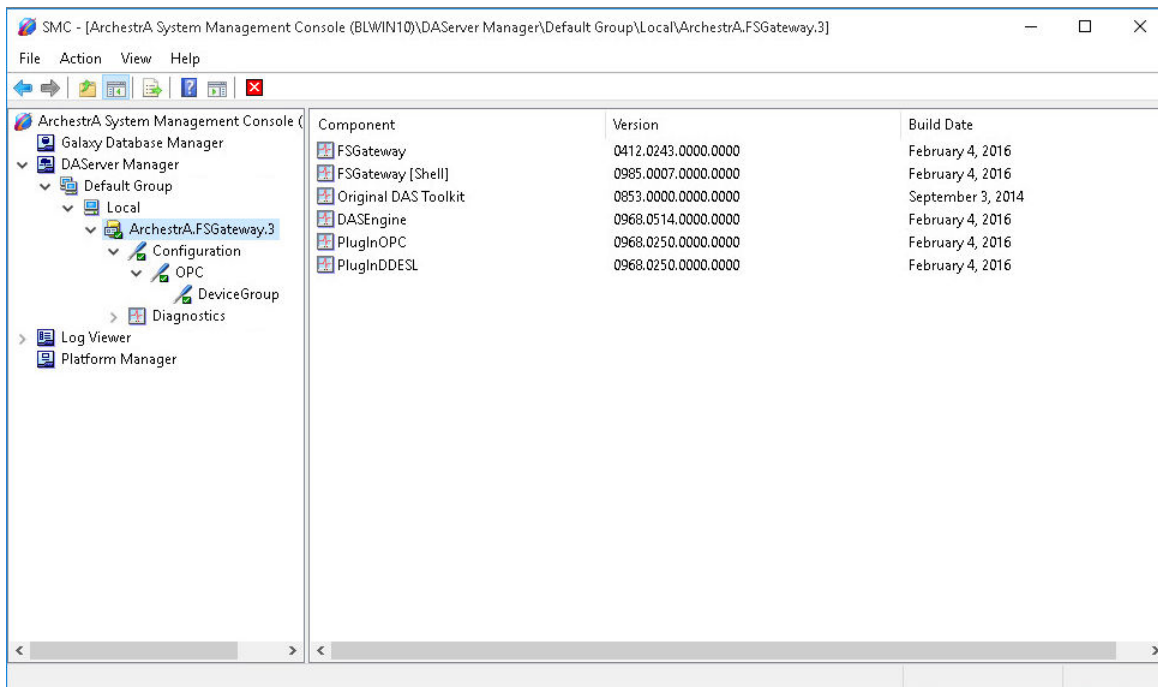 SMC - [ArchestrA System Management Console (BLWIN10)\DAServer Manager\Default Group\Local\ArchestrA.FSGateway.3]
File Action View Help
ArchestrA System Management Console (
Galaxy Database Manager
DAServer Manager
Default Group
Local
ArchestrA.FSGateway.3
Configuration
OPC
DeviceGroup
Diagnostics
Log Viewer
Platform Manager
Component Version Build Date
FSGateway 0412.0243.0000.0000 February 4, 2016
FSGateway [Shell] 0985.0007.0000.0000 February 4, 2016
Original DAS Toolkit 0853.0000.0000.0000 September 3, 2014
DASEngine 0968.0514.0000.0000 February 4, 2016
PlugInOPC 0968.0250.0000.0000 February 4, 2016
PlugInDDESL 0968.0250.0000.0000 February 4, 2016